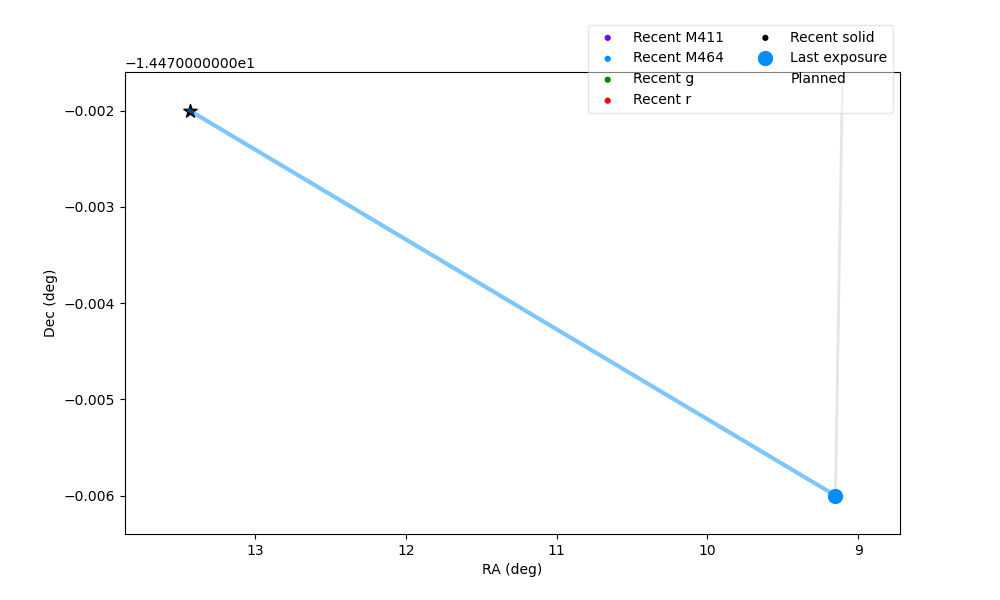 Recent M411
Recent M464
Recent g
Recent r
Recent solid
Last exposure
Planned
−1.4470000000e1
−0.002
−0.003
−0.004
−0.005
−0.006
Dec (deg)
13
12
11
10
9
RA (deg)